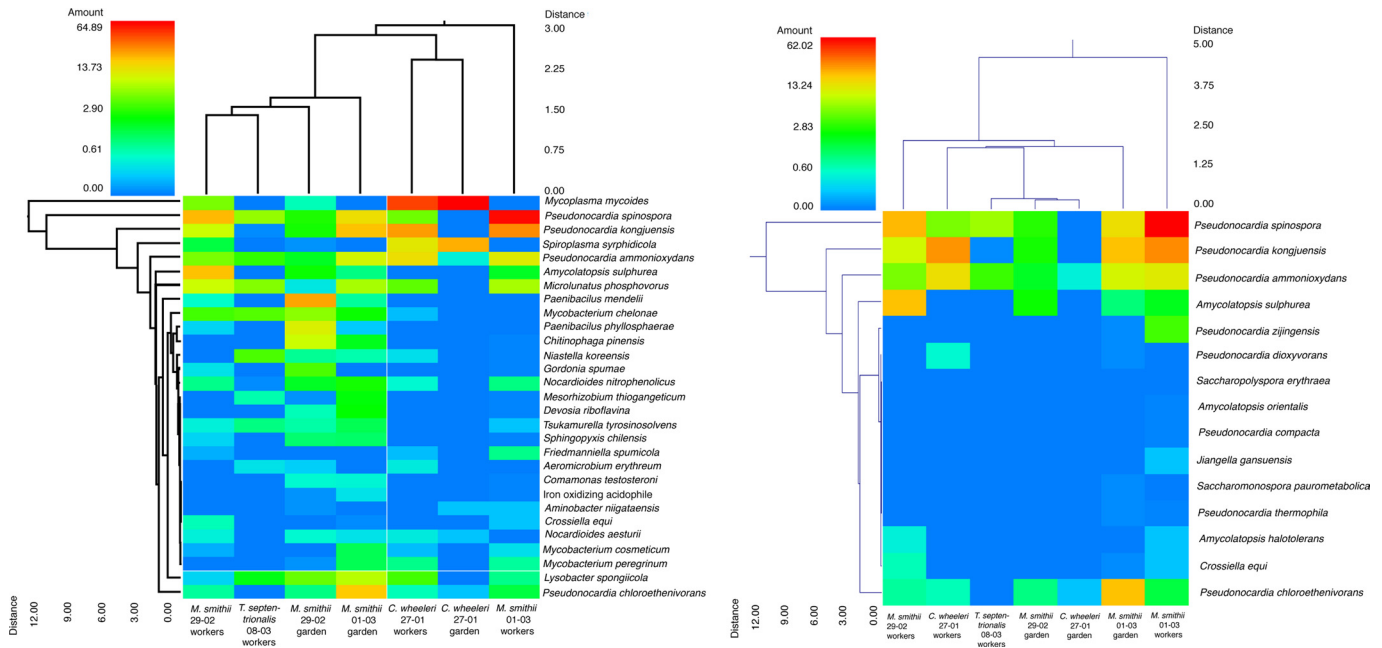 Amount
64.89
13.73
2.90
0.61
0.00
Distance
3.00
2.25
1.50
0.75
0.00
Mycoplasma mycoides
Pseudonocardia spinospora
Pseudonocardia kongjuensis
Spiroplasma syrphidicola
Pseudonocardia ammonioxydans
Amycolatopsis sulphurea
Microlunatus phosphovorus
Paenibacilus mendelii
Mycobacterium chelonae
Paenibacilus phyllosphaerae
Chitinophaga pinensis
Niastella koreensis
Gordonia spumae
Nocardioides nitrophenolicus
Mesorhizobium thiogangeticum
Devosia riboflavina
Tsukamurella tyrosinosolvens
Sphingopyxis chilensis
Friedmanniella spumicola
Aeromicrobium erythreum
Comamonas testosteroni
Iron oxidizing acidophile
Aminobacter niigataensis
Crosiella equi
Nocardioides aesturii
Mycobacterium cosmeticum
Mycobacterium peregrinum
Lysobacter spongiicola
Pseudonocardia chloroethenivorans
Distance
12.00
9.00
6.00
3.00
0.00
M. smithii
29-02
workers
T. septen-
trionalis
08-03
workers
M. smithii
29-02
garden
M. smithii
01-03
garden
C. wheeleri
27-01
workers
C. wheeleri
27-01
garden
M. smithii
01-03
workers
Amount
62.02
13.24
2.83
0.60
0.00
Distance
5.00
3.75
2.50
1.25
0.00
Pseudonocardia spinospora
Pseudonocardia kongjuensis
Pseudonocardia ammonioxydans
Amycolatopsis sulphurea
Pseudonocardia zijingensis
Pseudonocardia dioxyvorans
Saccharopolyspora erythraea
Amycolatopsis orientalis
Pseudonocardia compacta
Jiangella gansuensis
Saccharomonospora paurometabolica
Pseudonocardia thermophila
Amycolatopsis halotolerans
Crossiella equi
Pseudonocardia chloroethenivorans
Distance
12.00
9.00
6.00
3.00
0.00
M. smithii
29-02
workers
C. wheeleri
27-01
workers
T. septen-
trionalis
08-03
workers
M. smithii
29-02
garden
C. wheeleri
27-01
garden
M. smithii
01-03
garden
M. smithii
01-03
workers